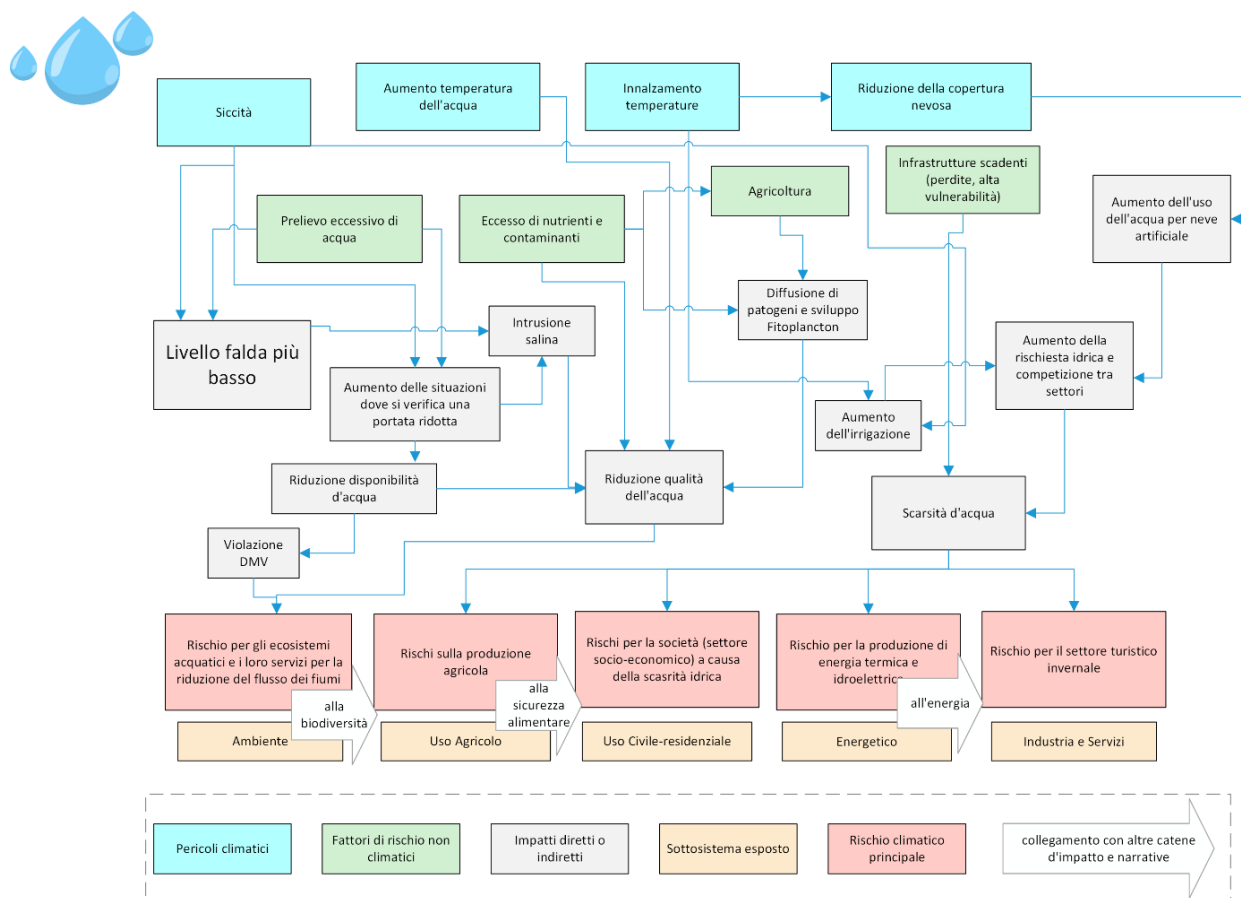 Siccità
Aumento temperatura
dell'acqua
Innalzamento
temperature
Riduzione della copertura
nevosa
Infrastrutture scadenti
(perdite, alta
vulnerabilità)
Agricoltura
Aumento dell'uso
dell'acqua per neve
artificiale
Prelievo eccessivo di
acqua
Eccesso di nutrienti e
contaminanti
Diffusione di
patogeni e sviluppo
Fitoplancton
Intrusione
salina
Livello falda più
basso
Aumento della
rischiesta idrica e
competizione tra
settori
Aumento delle situazioni
dove si verifica una
portata ridotta
Aumento
dell'irrigazione
Riduzione disponibilità
d'acqua
Riduzione qualità
dell'acqua
Scarsità d'acqua
Violazione
DMV
Rischio per gli ecosistemi
acquatici e i loro servizi per la
riduzione del flusso dei fiumi
Rischi sulla produzione
agricola
Rischi per la società (settore
socio-economico) a causa
della scasrità idrica
Rischio per la produzione di
energia termica e
idroelettrica
Rischio per il settore turistico
invernale
alla
biodiversità
alla
sicurezza
alimentare
all'energia
Ambiente
Uso Agricolo
Uso Civile-residenziale
Energetico
Industria e Servizi
Pericoli climatici
Fattori di rischio non
climatici
Impatti diretti o
indiretti
Sottosistema esposto
Rischio climatico
principale
collegamento con altre catene
d'impatto e narrative